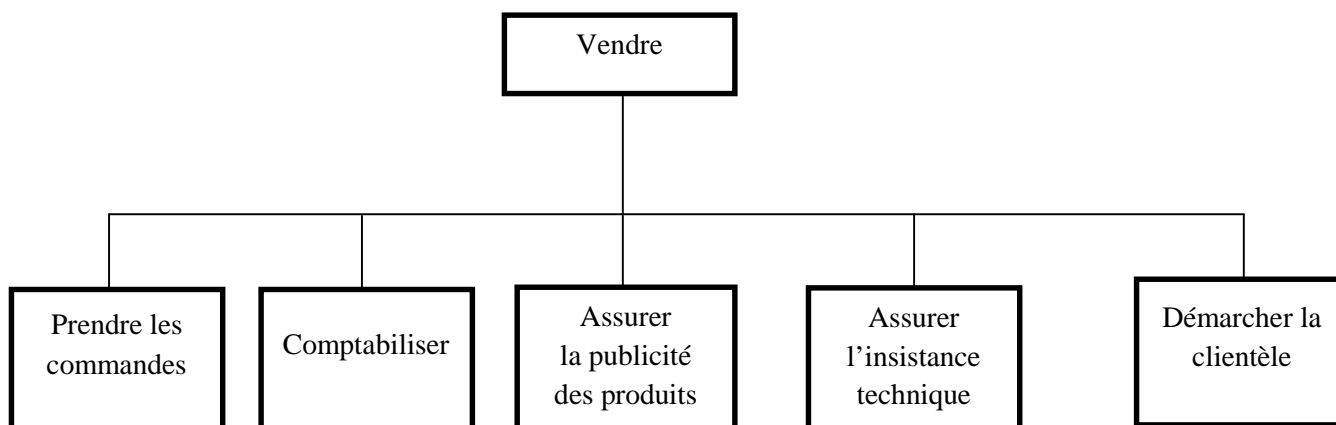 Vendre
Prendre les
commandes
Comptabiliser
Assurer
la publicité
des produits
Assurer
l’insistance
technique
Démarcher la
clientèle